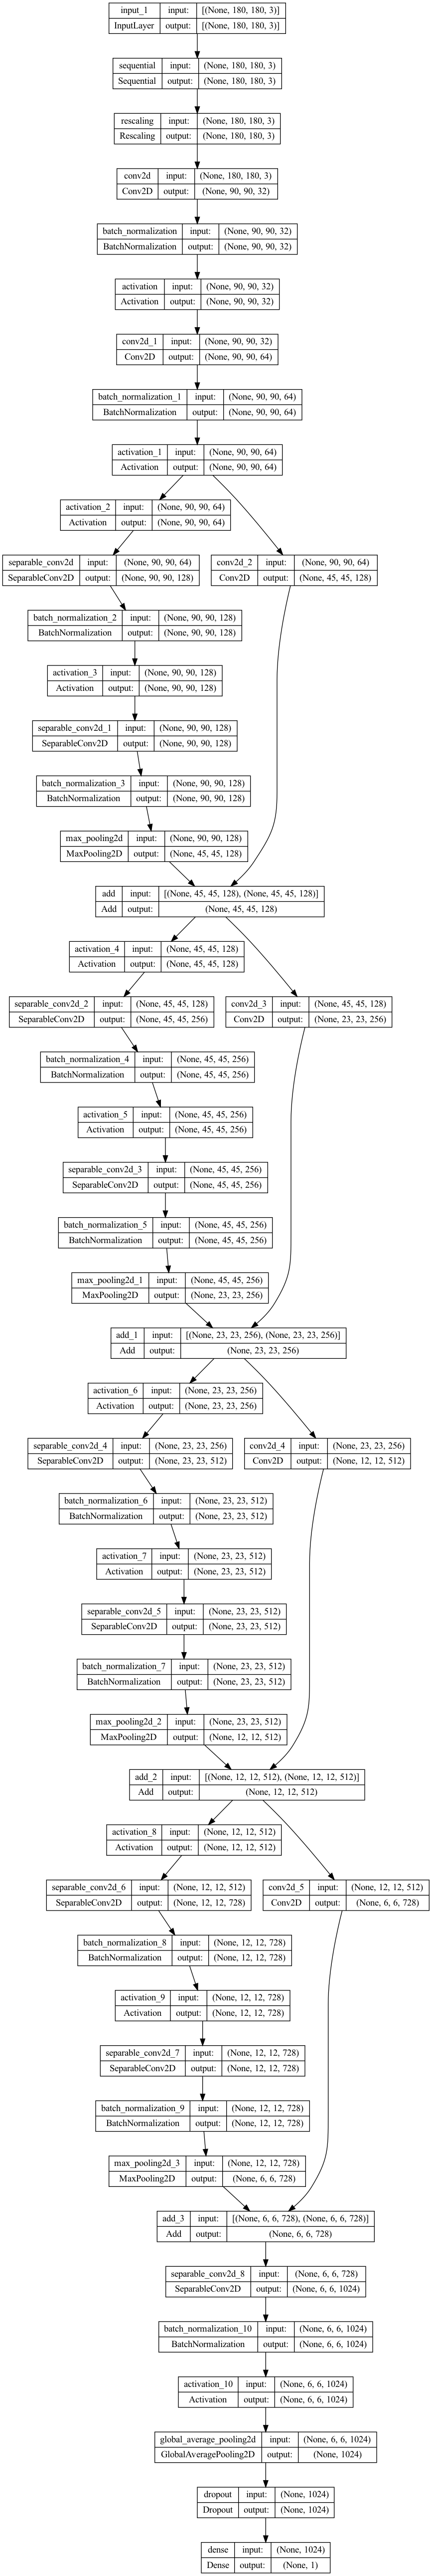 input_1 input: [(None, 180, 180, 3)]
InputLayer output: [(None, 180, 180, 3)]
sequential input: (None, 180, 180, 3)
Sequential output: (None, 180, 180, 3)
rescaling input: (None, 180, 180, 3)
Rescaling output: (None, 180, 180, 3)
conv2d input: (None, 180, 180, 3)
Conv2D output: (None, 90, 90, 32)
batch_normalization input: (None, 90, 90, 32)
BatchNormalization output: (None, 90, 90, 32)
activation input: (None, 90, 90, 32)
Activation output: (None, 90, 90, 32)
conv2d_1 input: (None, 90, 90, 32)
Conv2D output: (None, 90, 90, 64)
batch_normalization_1 input: (None, 90, 90, 64)
BatchNormalization output: (None, 90, 90, 64)
activation_1 input: (None, 90, 90, 64)
Activation output: (None, 90, 90, 64)
activation_2 input: (None, 90, 90, 64)
Activation output: (None, 90, 90, 64)
separable_conv2d input: (None, 90, 90, 64) conv2d_2 input: (None, 90, 90, 64)
SeparableConv2D output: (None, 90, 90, 128) Conv2D output: (None, 45, 45, 128)
batch_normalization_2 input: (None, 90, 90, 128)
BatchNormalization output: (None, 90, 90, 128)
activation_3 input: (None, 90, 90, 128)
Activation output: (None, 90, 90, 128)
separable_conv2d_1 input: (None, 90, 90, 128)
SeparableConv2D output: (None, 90, 90, 128)
batch_normalization_3 input: (None, 90, 90, 128)
BatchNormalization output: (None, 90, 90, 128)
max_pooling2d input: (None, 90, 90, 128)
MaxPooling2D output: (None, 45, 45, 128)
add input: [(None, 45, 45, 128), (None, 45, 45, 128)]
Add output: (None, 45, 45, 128)
activation_4 input: (None, 45, 45, 128)
Activation output: (None, 45, 45, 128)
separable_conv2d_2 input: (None, 45, 45, 128) conv2d_3 input: (None, 45, 45, 128)
SeparableConv2D output: (None, 45, 45, 256) Conv2D output: (None, 23, 23, 256)
batch_normalization_4 input: (None, 45, 45, 256)
BatchNormalization output: (None, 45, 45, 256)
activation_5 input: (None, 45, 45, 256)
Activation output: (None, 45, 45, 256)
separable_conv2d_3 input: (None, 45, 45, 256)
SeparableConv2D output: (None, 45, 45, 256)
batch_normalization_5 input: (None, 45, 45, 256)
BatchNormalization output: (None, 45, 45, 256)
max_pooling2d_1 input: (None, 45, 45, 256)
MaxPooling2D output: (None, 23, 23, 256)
add_1 input: [(None, 23, 23, 256), (None, 23, 23, 256)]
Add output: (None, 23, 23, 256)
activation_6 input: (None, 23, 23, 256)
Activation output: (None, 23, 23, 256)
separable_conv2d_4 input: (None, 23, 23, 256) conv2d_4 input: (None, 23, 23, 256)
SeparableConv2D output: (None, 23, 23, 512) Conv2D output: (None, 12, 12, 512)
batch_normalization_6 input: (None, 23, 23, 512)
BatchNormalization output: (None, 23, 23, 512)
activation_7 input: (None, 23, 23, 512)
Activation output: (None, 23, 23, 512)
separable_conv2d_5 input: (None, 23, 23, 512)
SeparableConv2D output: (None, 23, 23, 512)
batch_normalization_7 input: (None, 23, 23, 512)
BatchNormalization output: (None, 23, 23, 512)
max_pooling2d_2 input: (None, 23, 23, 512)
MaxPooling2D output: (None, 12, 12, 512)
add_2 input: [(None, 12, 12, 512), (None, 12, 12, 512)]
Add output: (None, 12, 12, 512)
activation_8 input: (None, 12, 12, 512)
Activation output: (None, 12, 12, 512)
separable_conv2d_6 input: (None, 12, 12, 512) conv2d_5 input: (None, 12, 12, 512)
SeparableConv2D output: (None, 12, 12, 728) Conv2D output: (None, 6, 6, 728)
batch_normalization_8 input: (None, 12, 12, 728)
BatchNormalization output: (None, 12, 12, 728)
activation_9 input: (None, 12, 12, 728)
Activation output: (None, 12, 12, 728)
separable_conv2d_7 input: (None, 12, 12, 728)
SeparableConv2D output: (None, 12, 12, 728)
batch_normalization_9 input: (None, 12, 12, 728)
BatchNormalization output: (None, 12, 12, 728)
max_pooling2d_3 input: (None, 12, 12, 728)
MaxPooling2D output: (None, 6, 6, 728)
add_3 input: [(None, 6, 6, 728), (None, 6, 6, 728)]
Add output: (None, 6, 6, 728)
separable_conv2d_8 input: (None, 6, 6, 728)
SeparableConv2D output: (None, 6, 6, 1024)
batch_normalization_10 input: (None, 6, 6, 1024)
BatchNormalization output: (None, 6, 6, 1024)
activation_10 input: (None, 6, 6, 1024)
Activation output: (None, 6, 6, 1024)
global_average_pooling2d input: (None, 6, 6, 1024)
GlobalAveragePooling2D output: (None, 1024)
dropout input: (None, 1024)
Dropout output: (None, 1024)
dense input: (None, 1024)
Dense output: (None, 1)